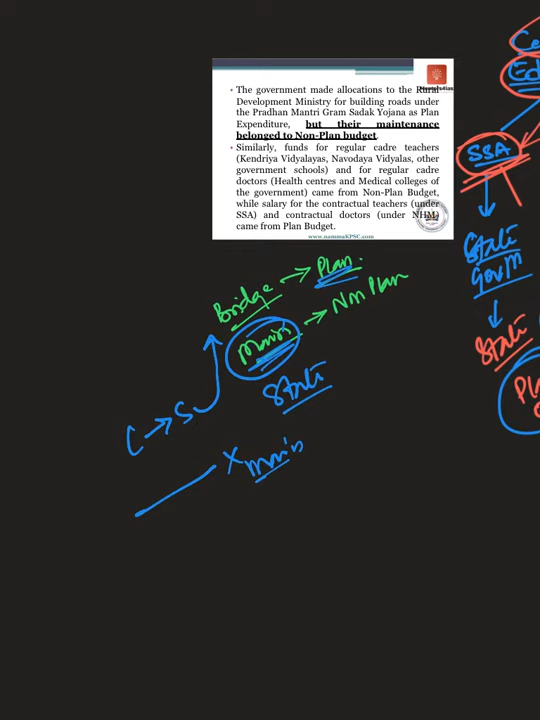 Ed
• The government made allocations to the Rural
Development Ministry for building roads under
the Pradhan Mantri Gram Sadak Yojana as Plan
Expenditure, but their maintenance
belonged to Non-Plan budget.
• Similarly, funds for regular cadre teachers
(Kendriya Vidyalayas, Navodaya Vidyalas, other
government schools) and for regular cadre
doctors (Health centres and Medical colleges of
the government) came from Non-Plan Budget,
while salary for the contractual teachers (under
SSA) and contractual doctors (under NHM)
came from Plan Budget.
www.nammaKPSC.com
SSA
Bridge → Plan.
→ Non Plan
State
C → S
X
State
Govm
State